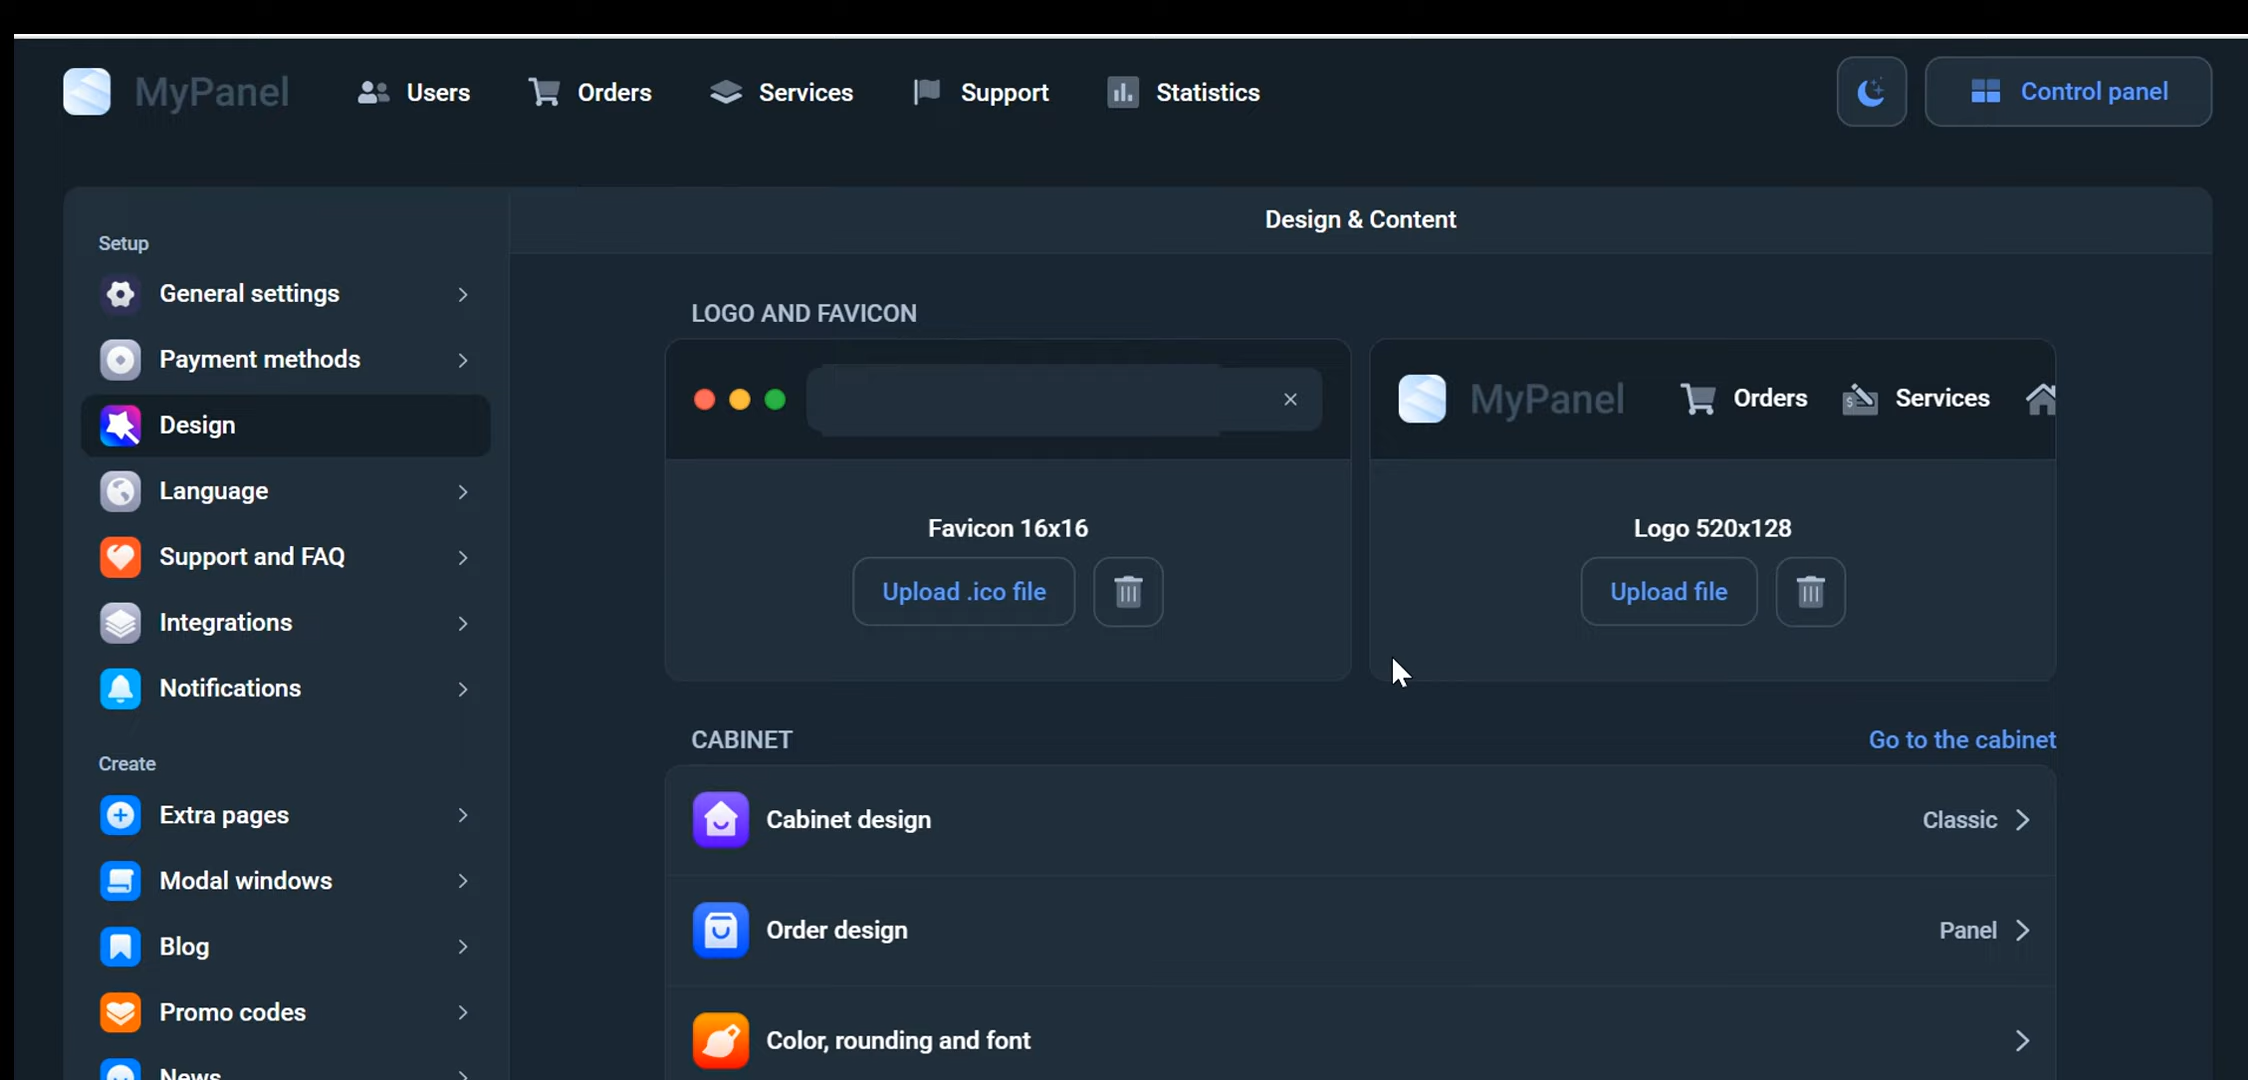 MyPanel
Users
Orders
Services
Support
Statistics
Control panel
Setup
General settings
Payment methods
Design
Language
Support and FAQ
Integrations
Notifications
Create
Extra pages
Modal windows
Blog
Promo codes
News
Design & Content
LOGO AND FAVICON
MyPanel
Orders
Services
Favicon 16x16
Upload .ico file
Logo 520x128
Upload file
CABINET
Go to the cabinet
Cabinet design
Classic
Order design
Panel
Color, rounding and font